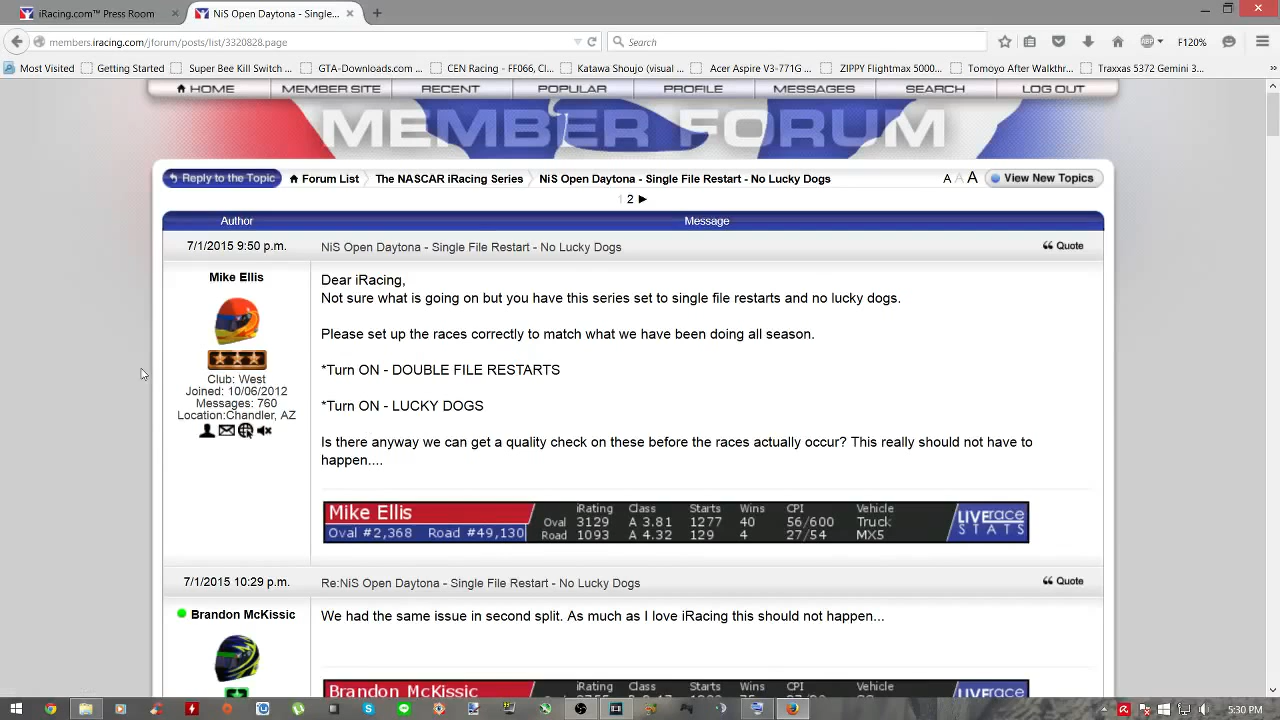 iRacing.com™ Press Room
NiS Open Daytona - Single...
members.iracing.com/jforum/posts/list/3320828.page
Search
ABP
F120%
Most Visited
Getting Started
Super Bee Kill Switch ...
GTA-Downloads.com ...
CEN Racing - FF066, Cl...
Katawa Shoujo (visual ...
Acer Aspire V3-771G ...
ZIPPY Flightmax 5000...
Tomoyo After Walkthr...
Traxxas 5372 Gemini 3...
HOME MEMBER SITE RECENT POPULAR PROFILE MESSAGES SEARCH LOG OUT
MEMBER FORUM
Reply to the Topic
Forum List
The NASCAR iRacing Series
NiS Open Daytona - Single File Restart - No Lucky Dogs
A A A
View New Topics
1 2
Author
Message
7/1/2015 9:50 p.m.
NiS Open Daytona - Single File Restart - No Lucky Dogs
Quote
Mike Ellis
Club: West
Joined: 10/06/2012
Messages: 760
Location:Chandler, AZ
Dear iRacing,
Not sure what is going on but you have this series set to single file restarts and no lucky dogs.
Please set up the races correctly to match what we have been doing all season.
*Turn ON - DOUBLE FILE RESTARTS
*Turn ON - LUCKY DOGS
Is there anyway we can get a quality check on these before the races actually occur? This really should not have to
happen....
Mike Ellis
Oval #2,368 Road #49,130
iRating Class Starts Wins CPI Vehicle
Oval 3129 A 3.81 1277 40 56/600 Truck
Road 1093 A 4.32 129 4 27/54 MX5
LIVErace
STATS
7/1/2015 10:29 p.m.
Re:NiS Open Daytona - Single File Restart - No Lucky Dogs
Quote
Brandon McKissic
We had the same issue in second split. As much as I love iRacing this should not happen...
Brandon McKissic
iRating Class Starts Wins CPI Vehicle
LIVErace
5:30 PM